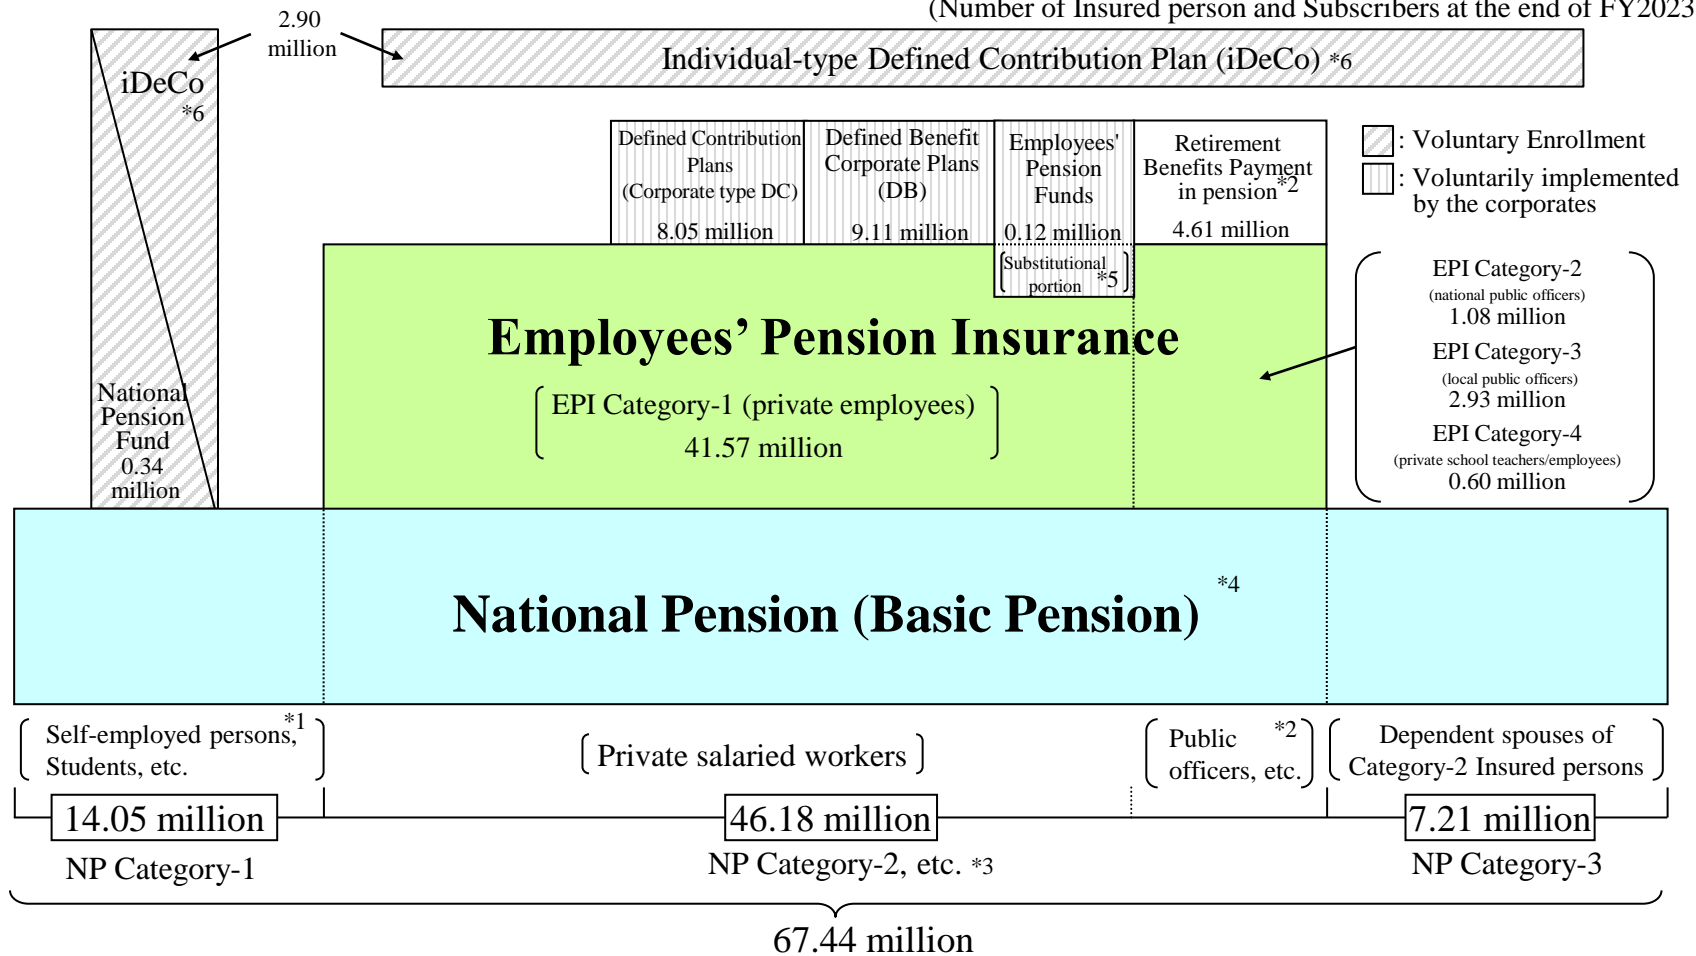 (Number of Insured person and Subscribers at the end of FY2023
2.90
million
iDeCo
*6
Individual-type Defined Contribution Plan (iDeCo) *6
Defined Contribution
Plans
(Corporate type DC)
8.05 million
Defined Benefit
Corporate Plans
(DB)
9.11 million
Employees'
Pension
Funds
0.12 million
Retirement
Benefits Payment
in pension*2
4.61 million
: Voluntary Enrollment
: Voluntarily implemented
by the corporates
Substitutional
portion *5
Employees’ Pension Insurance
EPI Category-1 (private employees)
41.57 million
EPI Category-2
(national public officers)
1.08 million
EPI Category-3
(local public officers)
2.93 million
EPI Category-4
(private school teachers/employees)
0.60 million
National
Pension
Fund
0.34
million
National Pension (Basic Pension) *4
Self-employed persons,*1
Students, etc.
Private salaried workers
Public *2
officers, etc.
Dependent spouses of
Category-2 Insured persons
14.05 million
46.18 million
7.21 million
NP Category-1
NP Category-2, etc. *3
NP Category-3
67.44 million